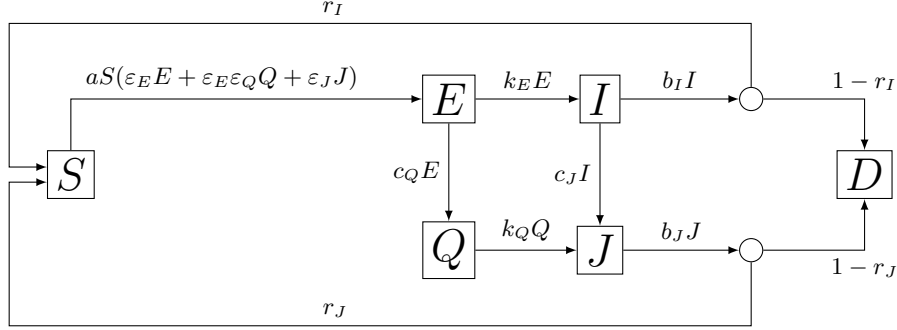 r_I
aS(ε_E E + ε_E ε_Q Q + ε_J J)
E
k_E E
I
b_I I
1 − r_I
S
c_Q E
c_J I
D
Q
k_Q Q
J
b_J J
1 − r_J
r_J